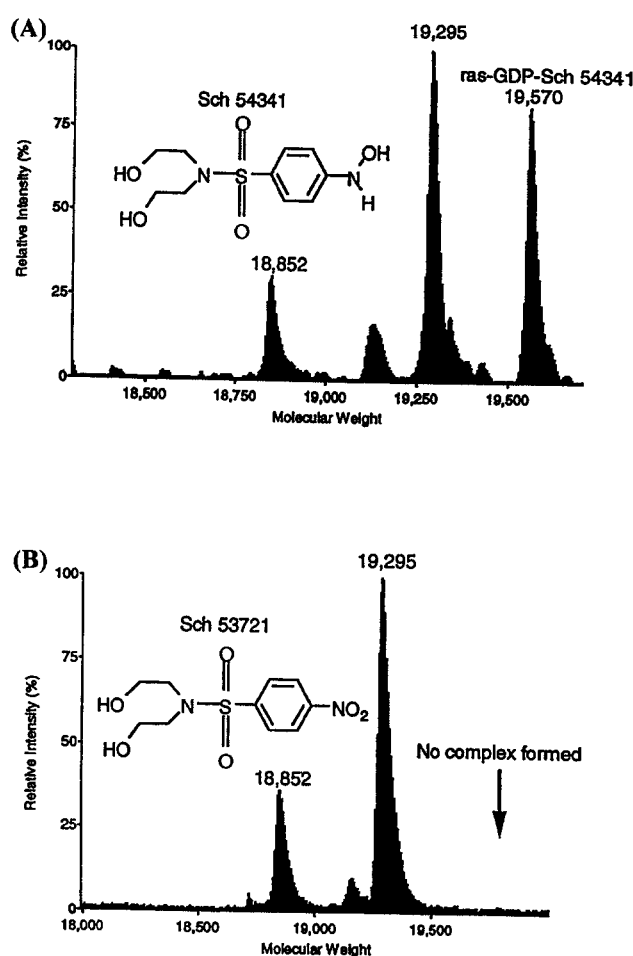 (A)
19,295
100
ras-GDP-Sch 54341
19,570
Sch 54341
75
O
OH
HO
N
S
N
H
50
HO
O
Relative Intensity (%)
18,852
25
0
18,500
18,750
19,000
19,250
19,500
Molecular Weight
(B)
19,295
100
Sch 53721
75
O
HO
N
S
NO2
HO
O
50
No complex formed
Relative Intensity (%)
18,852
25
0
18,000
18,500
19,000
19,500
Molecular Weight